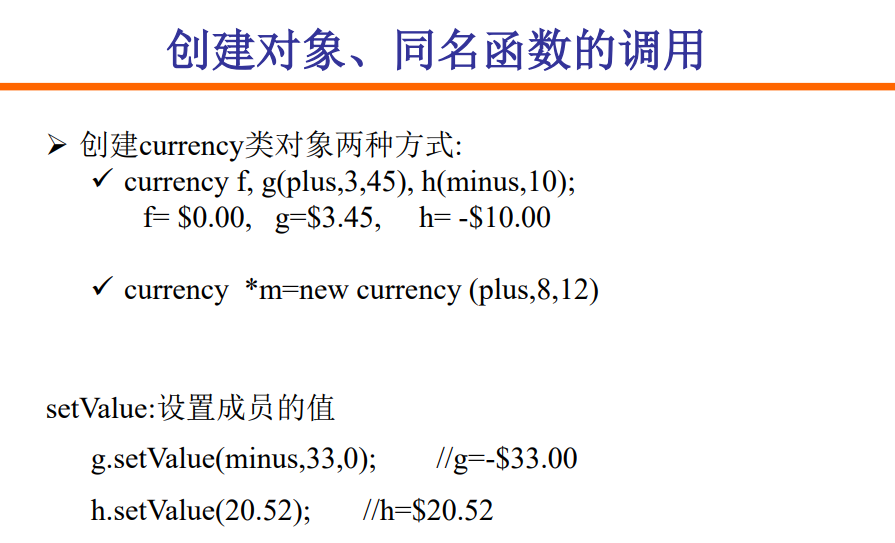 创建对象、同名函数的调用
➢ 创建currency类对象两种方式:
✓ currency f, g(plus,3,45), h(minus,10);
f= $0.00, g=$3.45, h= -$10.00
✓ currency *m=new currency (plus,8,12)
setValue:设置成员的值
g.setValue(minus,33,0); //g=-$33.00
h.setValue(20.52); //h=$20.52